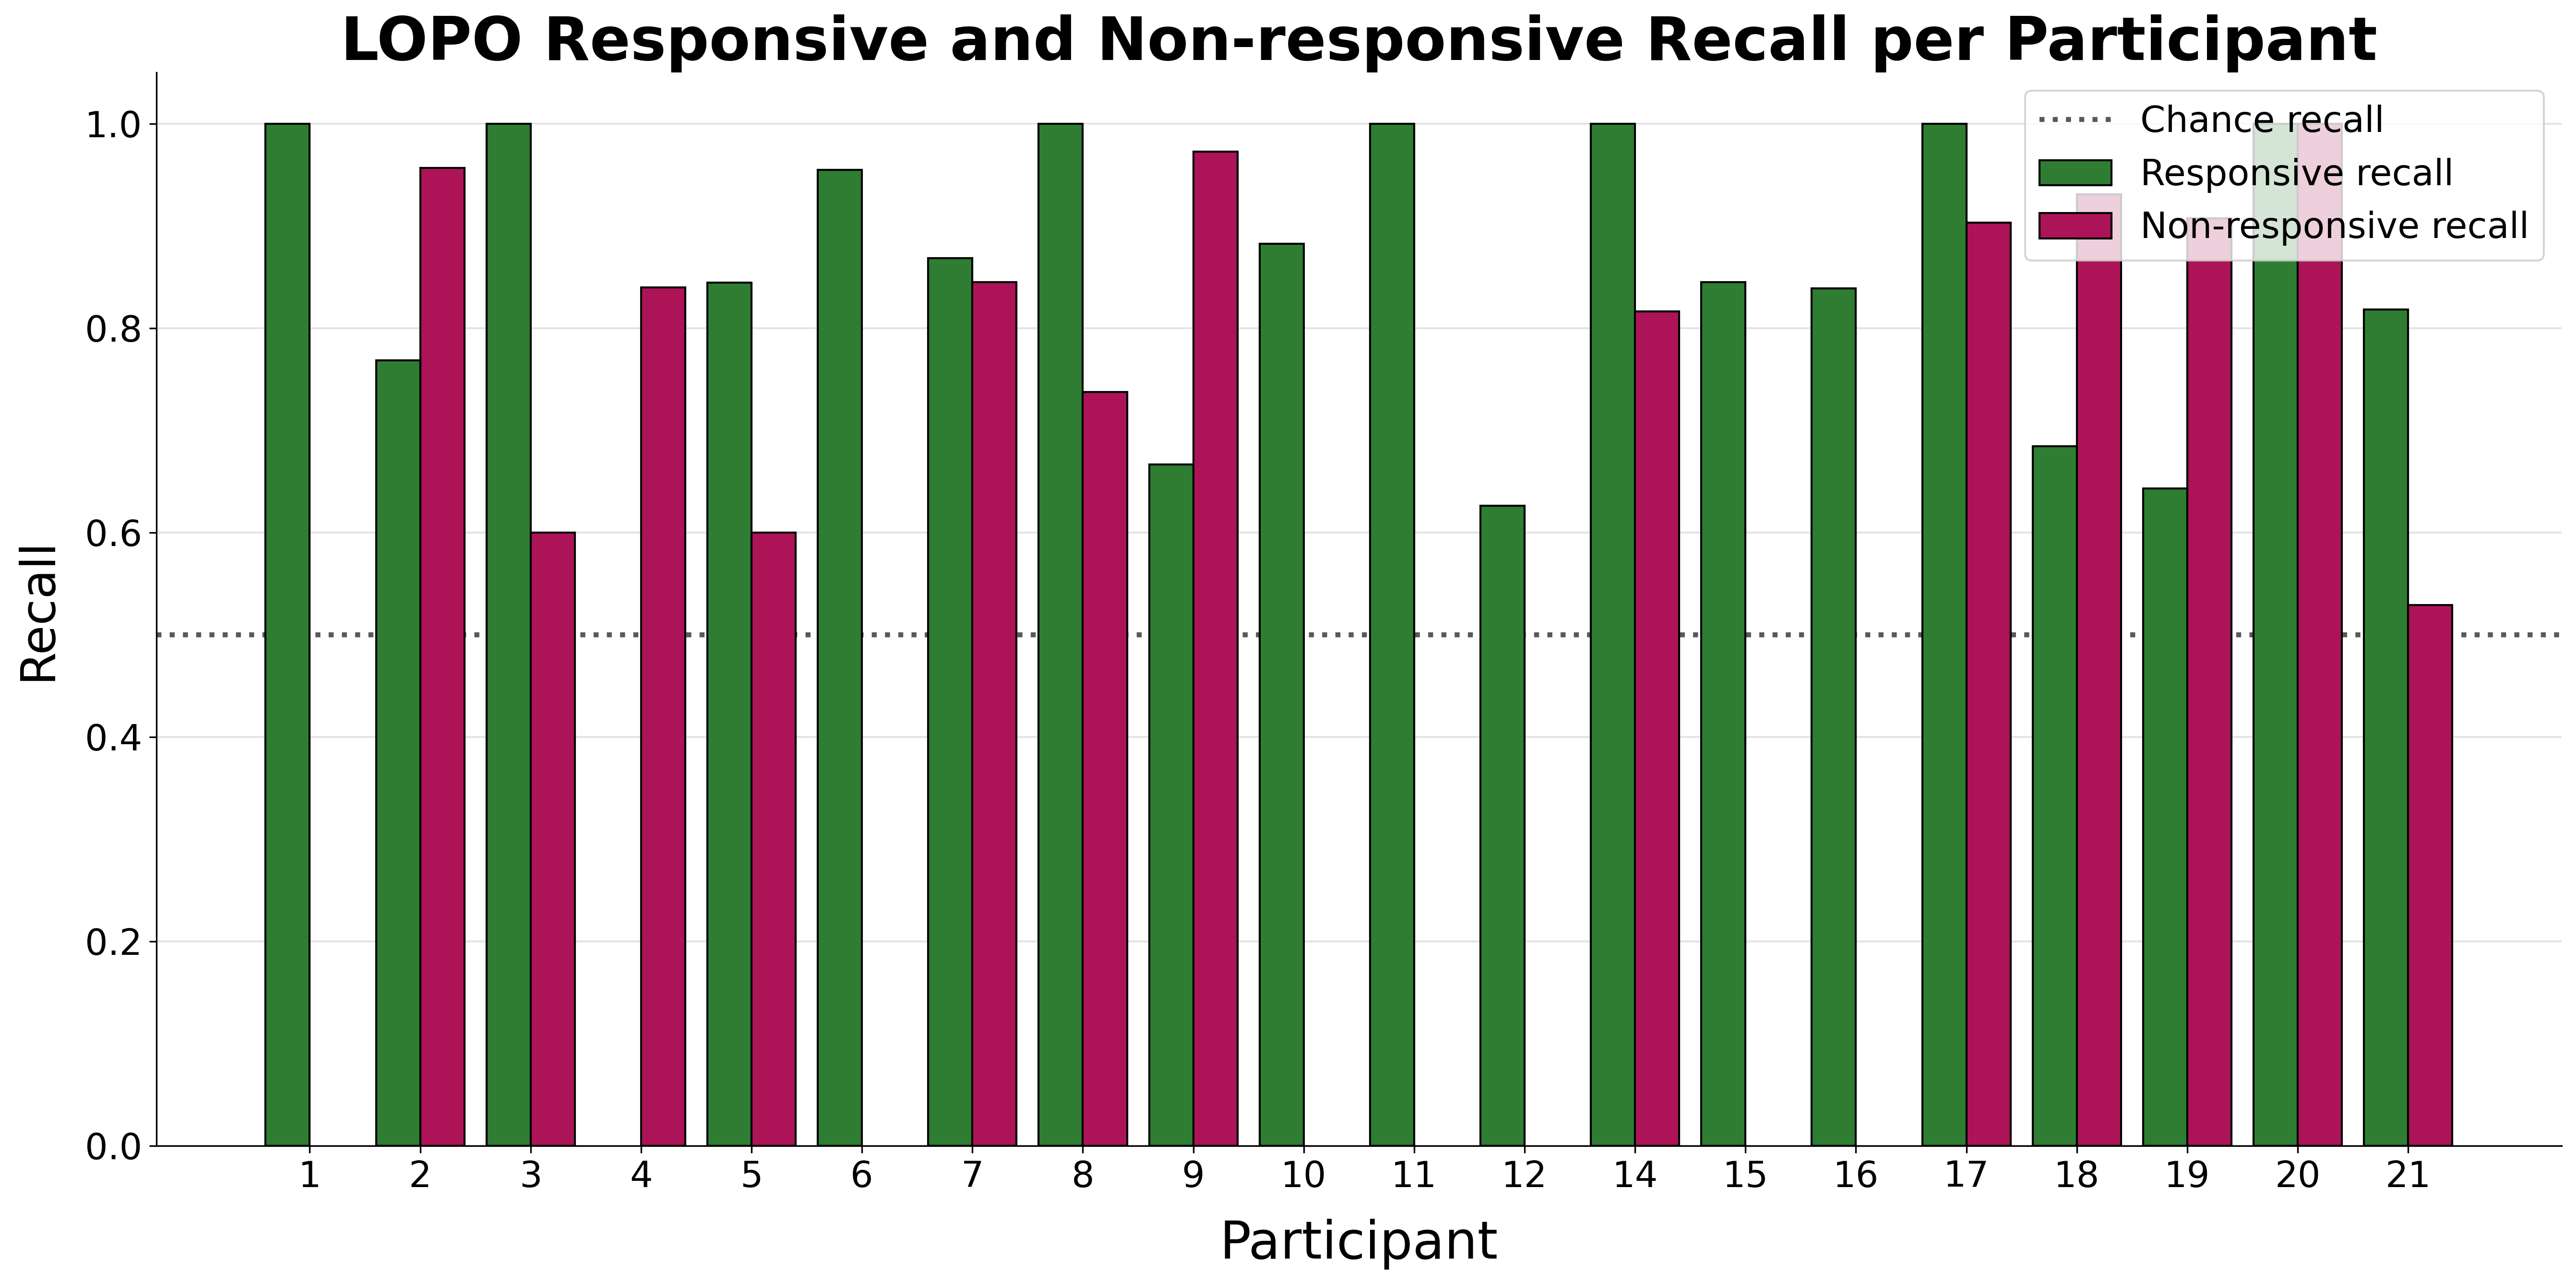 LOPO Responsive and Non-responsive Recall per Participant
Chance recall
Responsive recall
Non-responsive recall
Recall
1.0
0.8
0.6
0.4
0.2
0.0
1 2 3 4 5 6 7 8 9 10 11 12 14 15 16 17 18 19 20 21
Participant